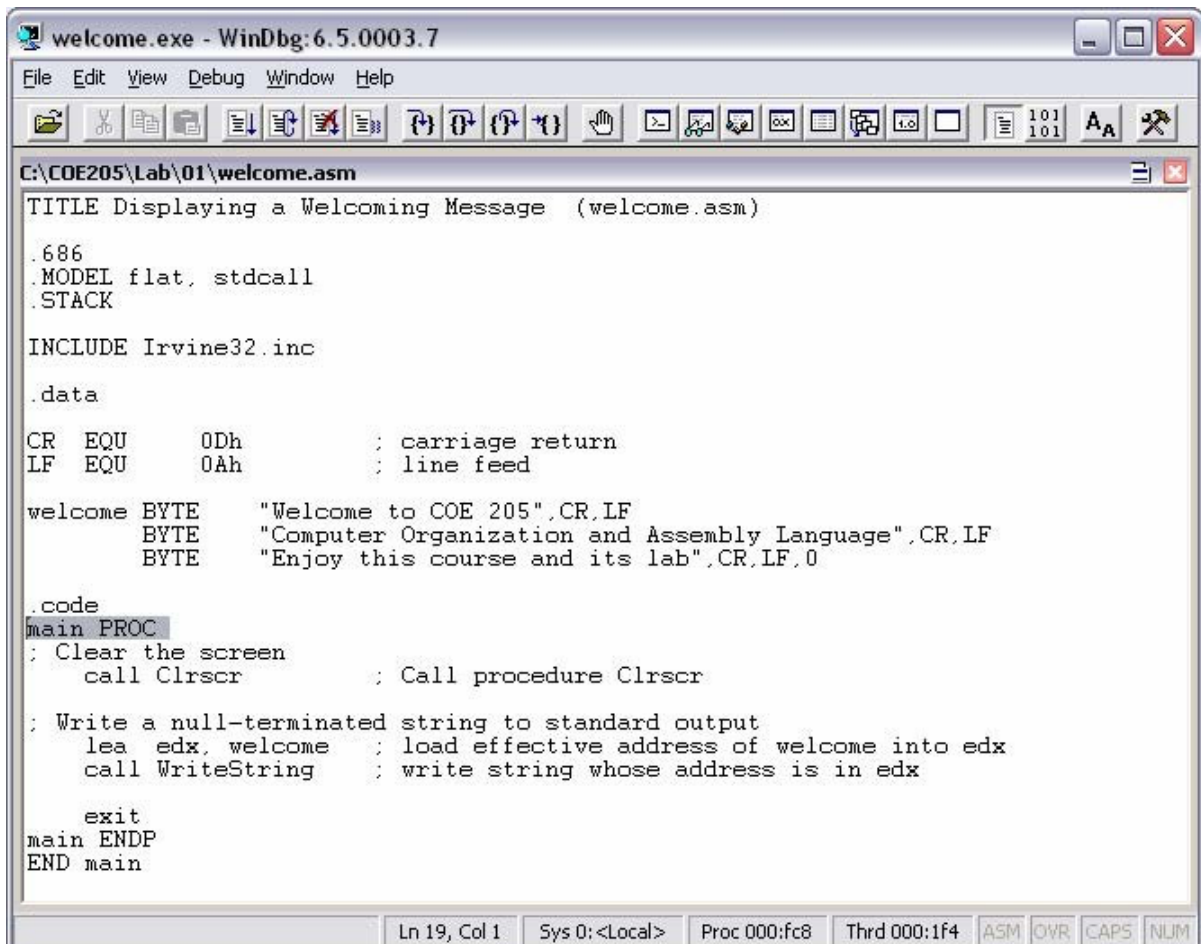 welcome.exe - WinDbg:6.5.0003.7
File Edit View Debug Window Help
101
101
AA
C:\COE205\Lab\01\welcome.asm
TITLE Displaying a Welcoming Message  (welcome.asm)
.686
.MODEL flat, stdcall
.STACK
INCLUDE Irvine32.inc
.data
CR  EQU     0Dh         ; carriage return
LF  EQU     0Ah         ; line feed
welcome BYTE    "Welcome to COE 205",CR,LF
        BYTE    "Computer Organization and Assembly Language",CR,LF
        BYTE    "Enjoy this course and its lab",CR,LF,0
.code
main PROC
; Clear the screen
    call Clrscr         ; Call procedure Clrscr
; Write a null-terminated string to standard output
    lea  edx, welcome   ; load effective address of welcome into edx
    call WriteString    ; write string whose address is in edx
    exit
main ENDP
END main
Ln 19, Col 1 Sys 0:<Local> Proc 000:fc8 Thrd 000:1f4 ASM OVR CAPS NUM